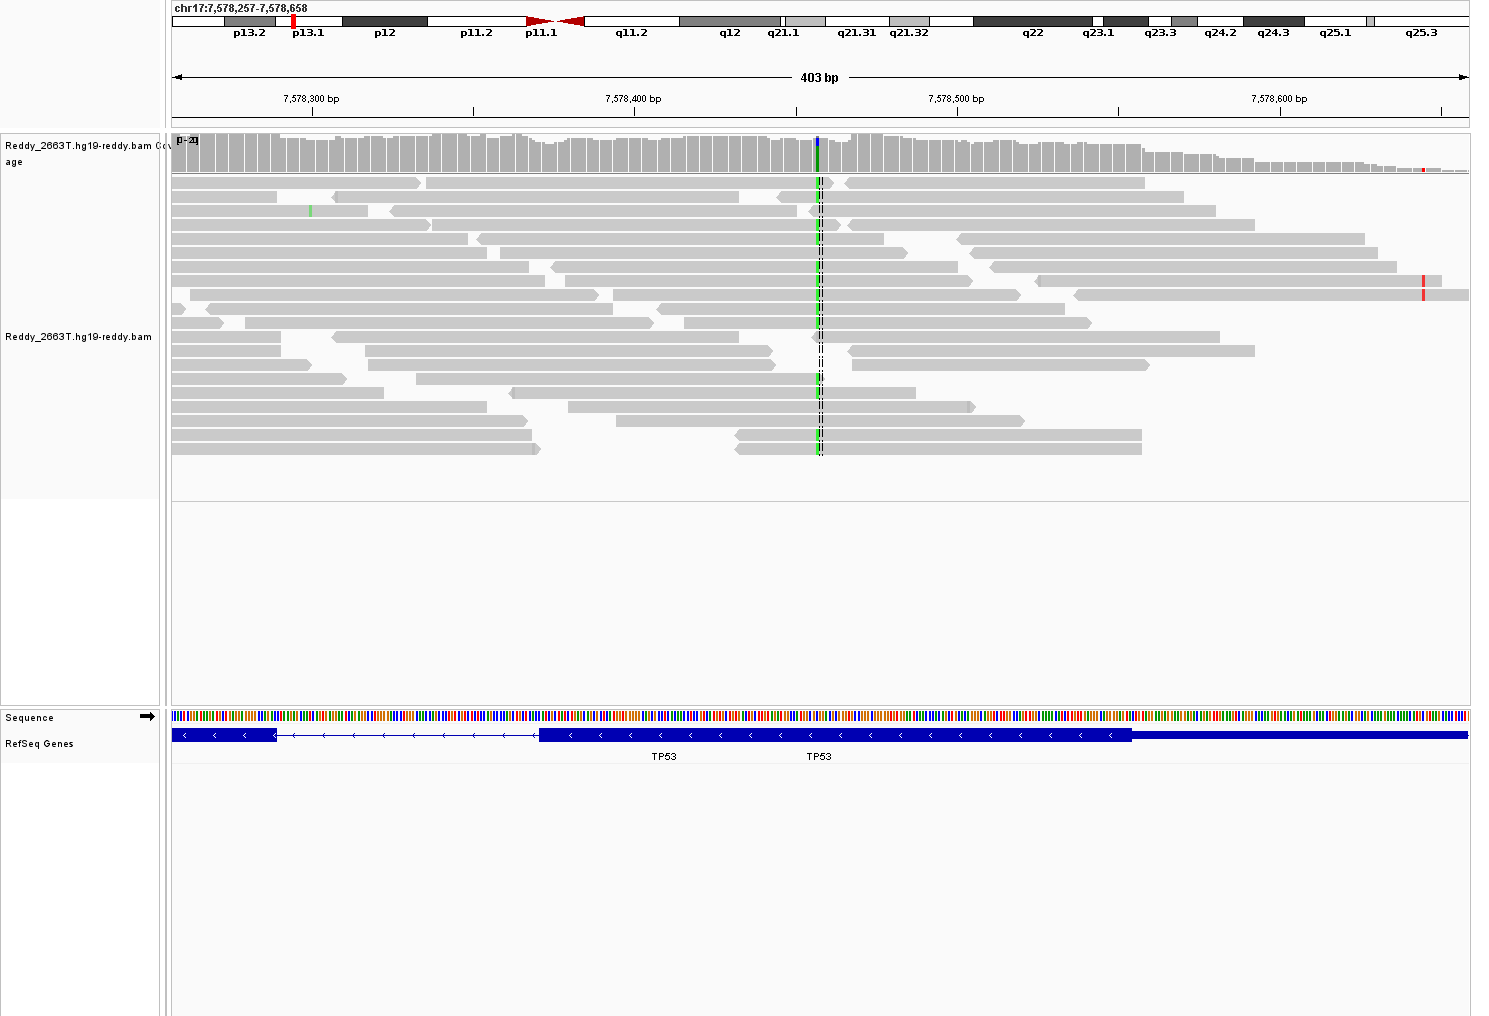 chr17:7,578,257-7,578,658
p13.2 p13.1 p12 p11.2 p11.1 q11.2 q12 q21.1 q21.31 q21.32 q22 q23.1 q23.3 q24.2 q24.3 q25.1 q25.3
403 bp
7,578,300 bp 7,578,400 bp 7,578,500 bp 7,578,600 bp
Reddy_2663T.hg19-reddy.bam Cov
age
[0 - 20]
Reddy_2663T.hg19-reddy.bam
Sequence
RefSeq Genes
TP53 TP53